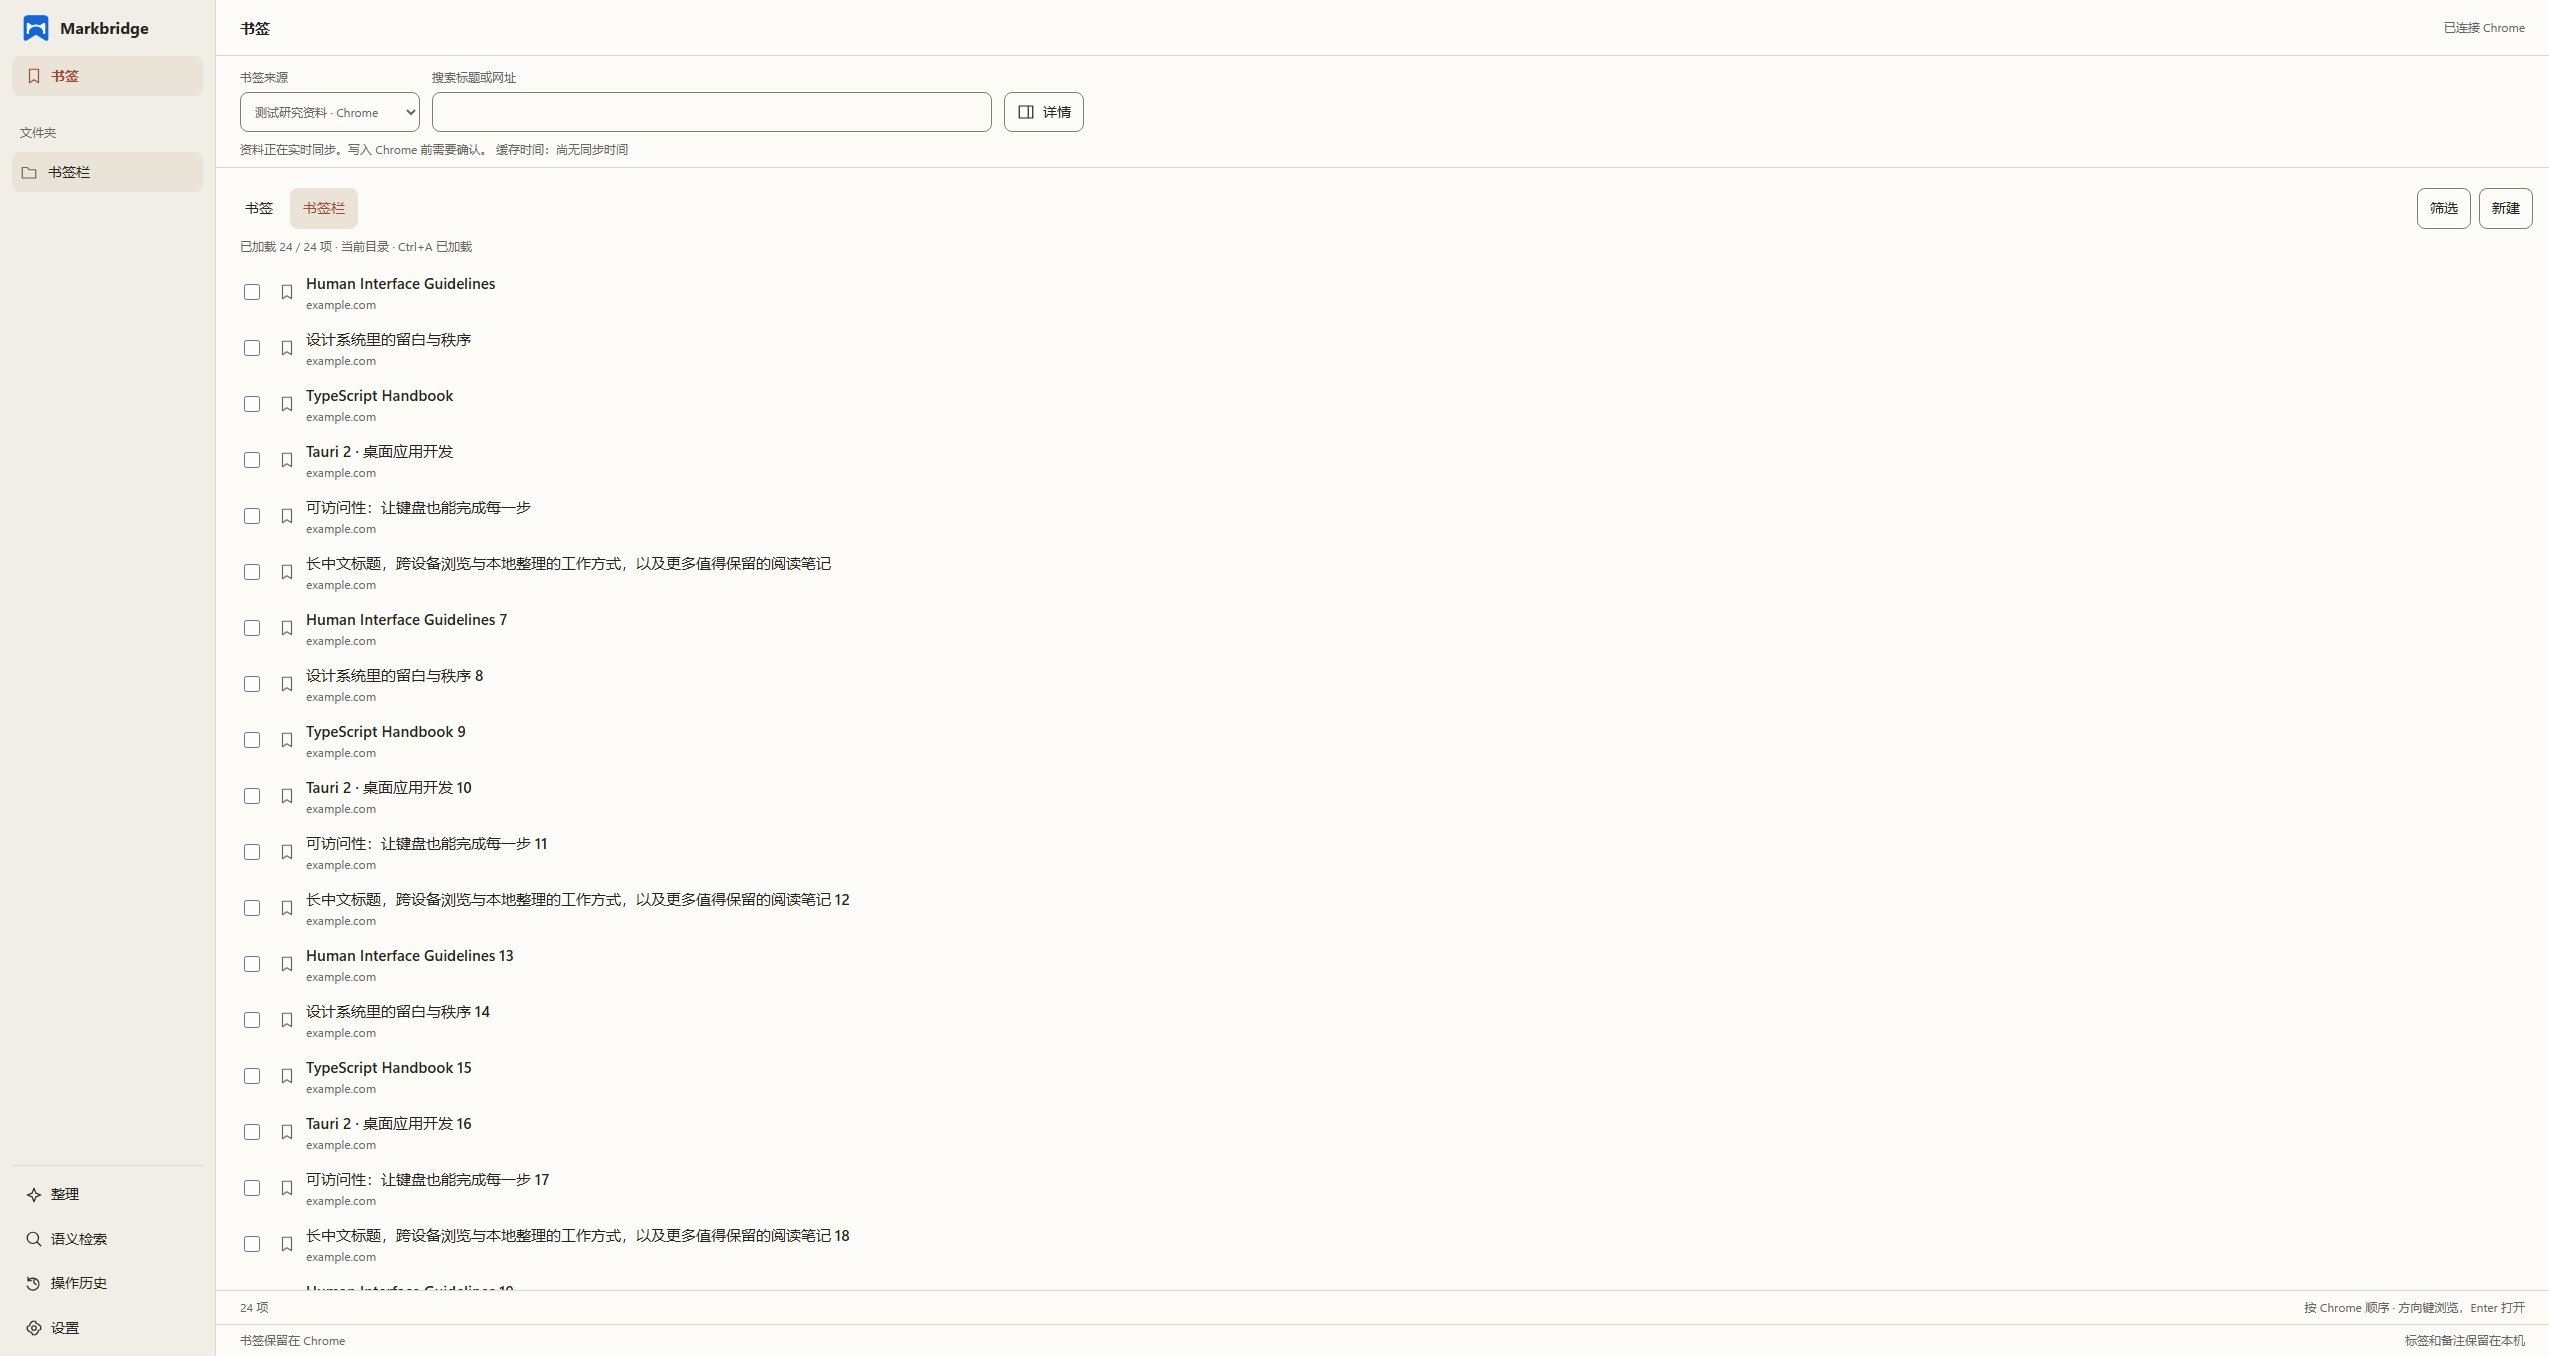 Markbridge
书签
文件夹
书签栏
整理
语义检索
操作历史
设置
书签
已连接 Chrome
书签来源
搜索标题或网址
测试研究资料 · Chrome
详情
资料正在实时同步。写入 Chrome 前需要确认。 缓存时间：尚无同步时间
书签 书签栏
筛选 新建
已加载 24 / 24 项 · 当前目录 · Ctrl+A 已加载
Human Interface Guidelines
example.com
设计系统里的留白与秩序
example.com
TypeScript Handbook
example.com
Tauri 2 · 桌面应用开发
example.com
可访问性：让键盘也能完成每一步
example.com
长中文标题，跨设备浏览与本地整理的工作方式，以及更多值得保留的阅读笔记
example.com
Human Interface Guidelines 7
example.com
设计系统里的留白与秩序 8
example.com
TypeScript Handbook 9
example.com
Tauri 2 · 桌面应用开发 10
example.com
可访问性：让键盘也能完成每一步 11
example.com
长中文标题，跨设备浏览与本地整理的工作方式，以及更多值得保留的阅读笔记 12
example.com
Human Interface Guidelines 13
example.com
设计系统里的留白与秩序 14
example.com
TypeScript Handbook 15
example.com
Tauri 2 · 桌面应用开发 16
example.com
可访问性：让键盘也能完成每一步 17
example.com
长中文标题，跨设备浏览与本地整理的工作方式，以及更多值得保留的阅读笔记 18
example.com
Human Interface Guidelines 19
24 项
按 Chrome 顺序 · 方向键浏览，Enter 打开
书签保留在 Chrome
标签和备注保留在本机